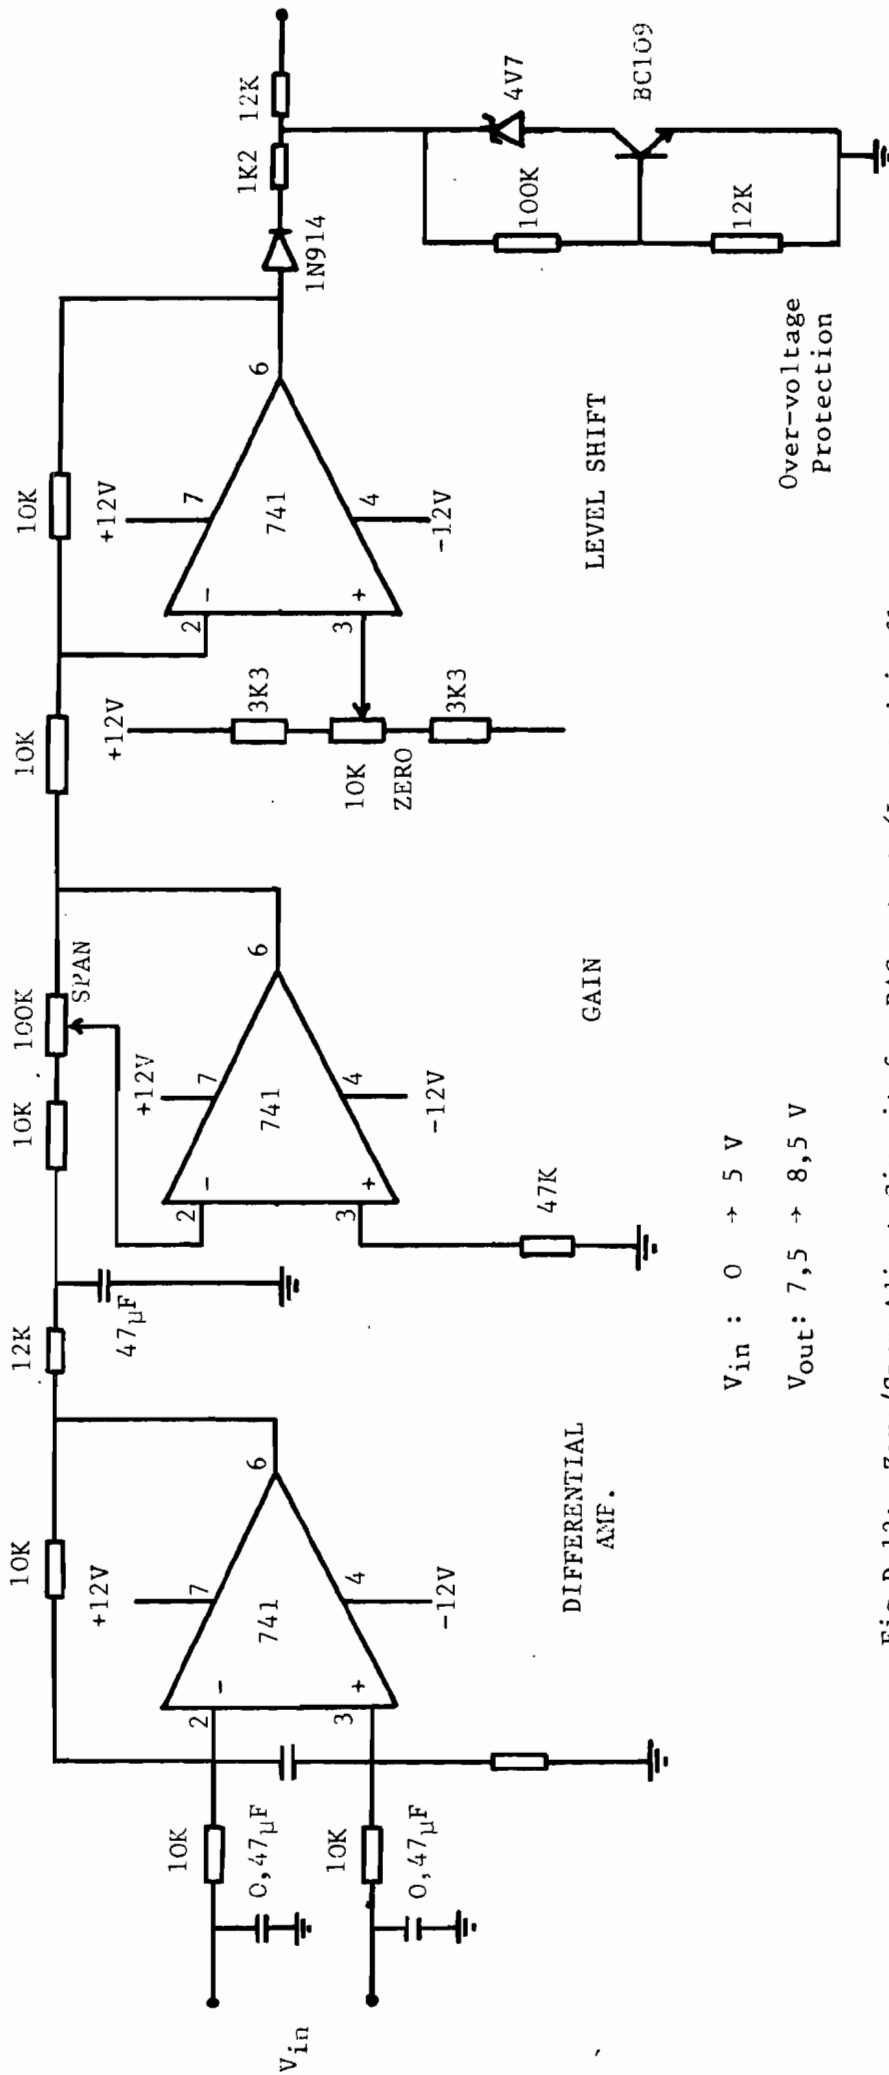 Vin
10K
0,47µF
10K
0,47µF
10K
+12V
2
7
-
741
6
+
3
4
-12V
DIFFERENTIAL
AMP.
12K
47µF
10K
100K
SPAN
+12V
2
7
-
741
6
+
3
4
-12V
47K
GAIN
10K
+12V
3K3
10K
ZERO
3K3
10K
+12V
2
7
-
741
6
+
3
4
-12V
LEVEL SHIFT
1N914
1K2
12K
100K
4V7
12K
BC109
Over-voltage
Protection
Vin : 0 → 5 V
Vout: 7,5 → 8,5 V